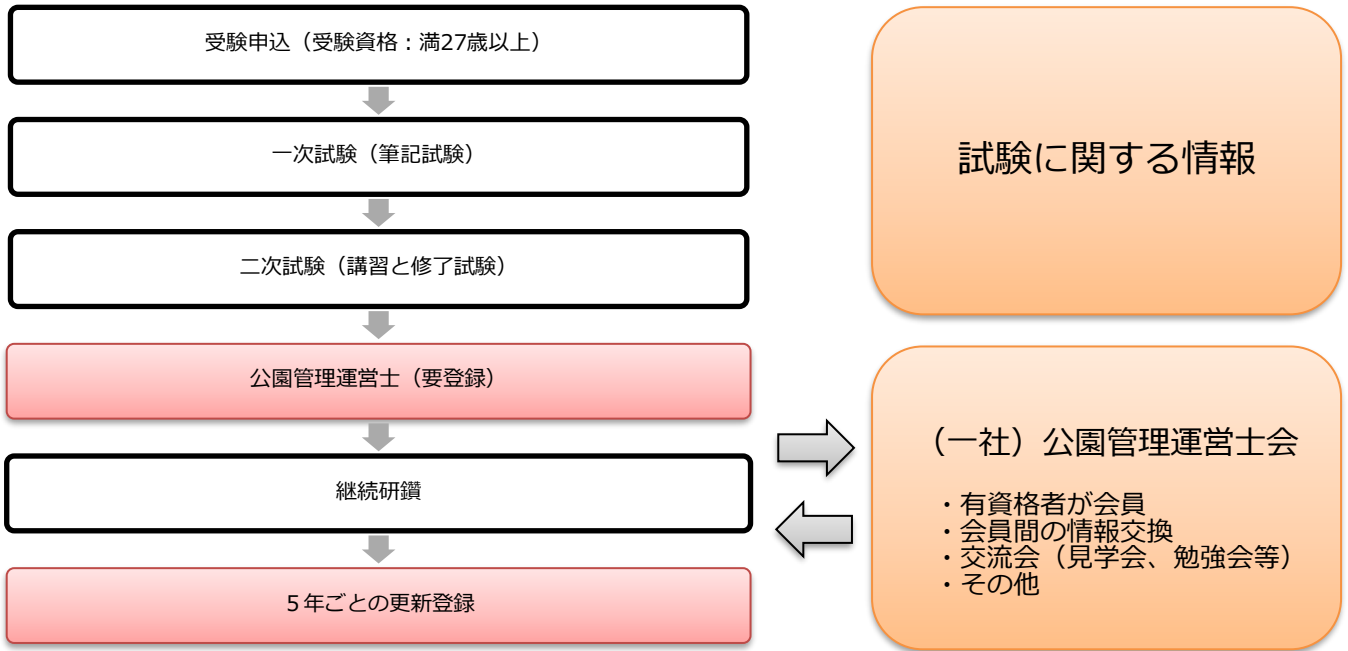 受験申込（受験資格：満27歳以上）
一次試験（筆記試験）
二次試験（講習と修了試験）
公園管理運営士（要登録）
継続研鑽
５年ごとの更新登録
試験に関する情報
（一社）公園管理運営士会
・有資格者が会員
・会員間の情報交換
・交流会（見学会、勉強会等）
・その他